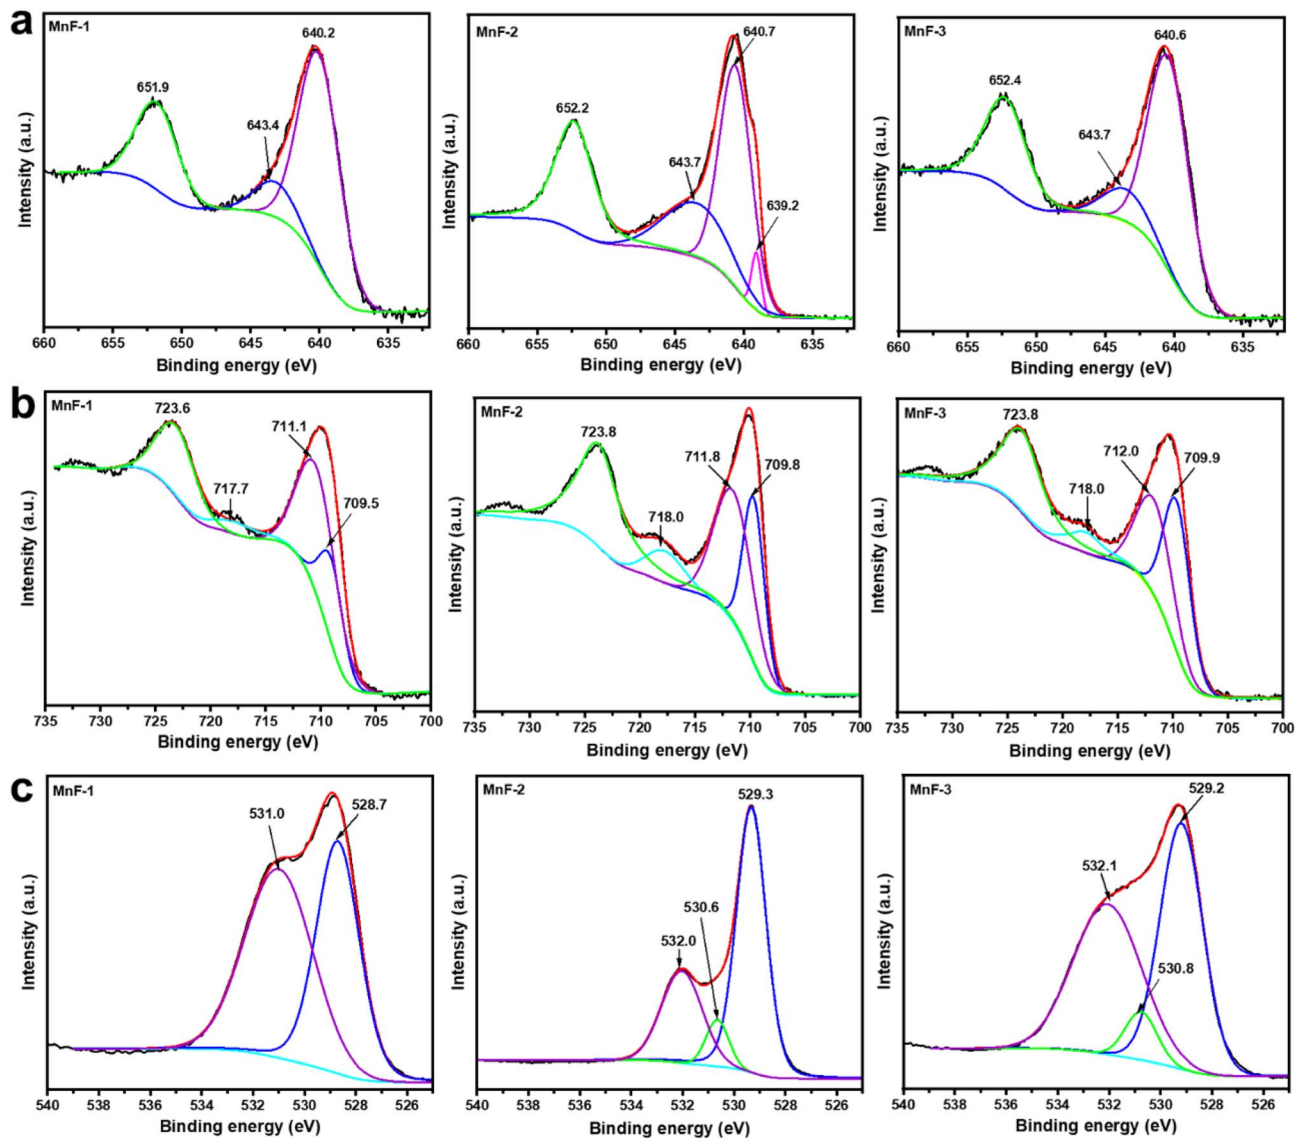 a
MnF-1
640.2
651.9
643.4
Intensity (a.u.)
660 655 650 645 640 635
Binding energy (eV)
MnF-2
640.7
652.2
643.7
639.2
Intensity (a.u.)
660 655 650 645 640 635
Binding energy (eV)
MnF-3
640.6
652.4
643.7
Intensity (a.u.)
660 655 650 645 640 635
Binding energy (eV)
b
MnF-1
723.6
711.1
717.7
709.5
Intensity (a.u.)
735 730 725 720 715 710 705 700
Binding energy (eV)
MnF-2
723.8
711.8
709.8
718.0
Intensity (a.u.)
735 730 725 720 715 710 705 700
Binding energy (eV)
MnF-3
723.8
712.0
709.9
718.0
Intensity (a.u.)
735 730 725 720 715 710 705 700
Binding energy (eV)
c
MnF-1
531.0
528.7
Intensity (a.u.)
540 538 536 534 532 530 528 526
Binding energy (eV)
MnF-2
529.3
530.6
532.0
Intensity (a.u.)
540 538 536 534 532 530 528 526
Binding energy (eV)
MnF-3
529.2
532.1
530.8
Intensity (a.u.)
540 538 536 534 532 530 528 526
Binding energy (eV)